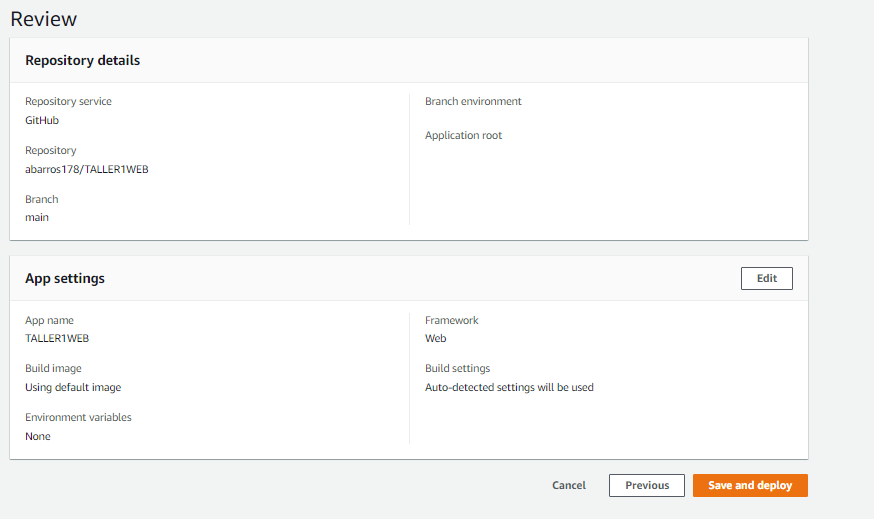 Review
Repository details
Repository service
GitHub
Repository
abarros178/TALLER1WEB
Branch
main
Branch environment
Application root
App settings
Edit
App name
TALLER1WEB
Build image
Using default image
Environment variables
None
Framework
Web
Build settings
Auto-detected settings will be used
Cancel
Previous
Save and deploy